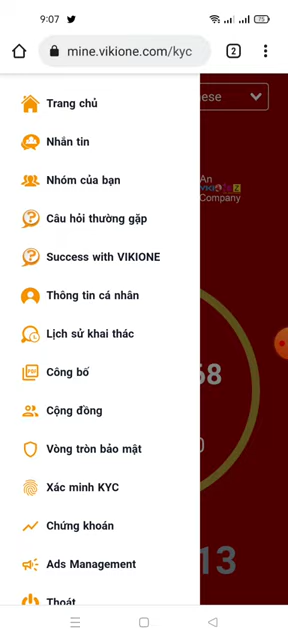 9:07
75
mine.vikione.com/kyc
2
Trang chủ
Nhắn tin
Nhóm của bạn
Câu hỏi thường gặp
Success with VIKIONE
Thông tin cá nhân
Lịch sử khai thác
Công bố
Cộng đồng
Vòng tròn bảo mật
Xác minh KYC
Chứng khoán
Ads Management
Thoát
nese
An
Company
68
13